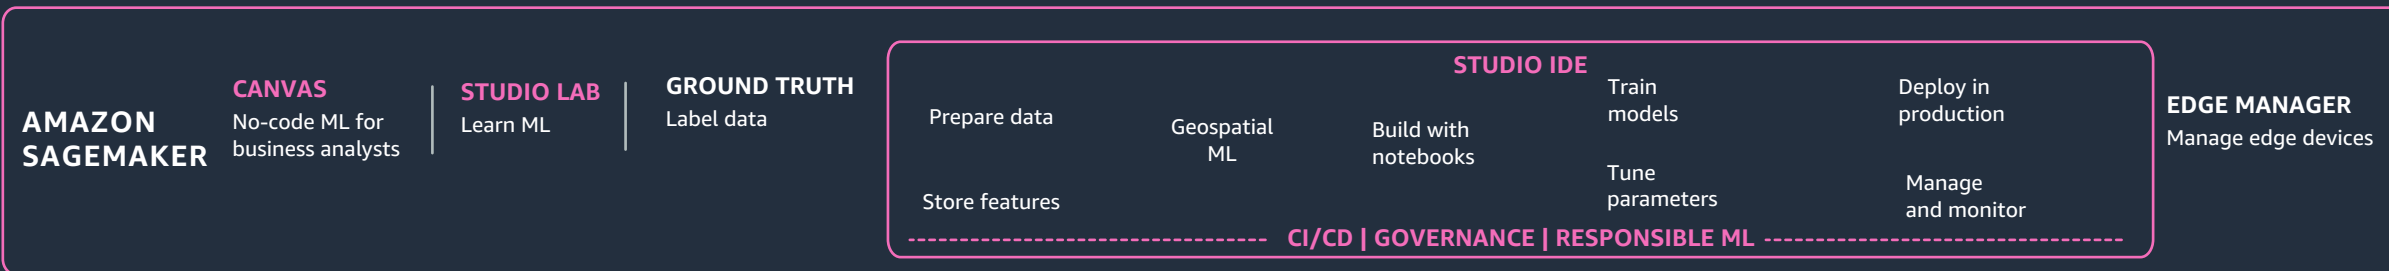 AMAZON
SAGEMAKER
CANVAS
No-code ML for
business analysts
STUDIO LAB
Learn ML
GROUND TRUTH
Label data
STUDIO IDE
Prepare data
Store features
Geospatial
ML
Build with
notebooks
Train
models
Tune
parameters
Deploy in
production
Manage
and monitor
CI/CD | GOVERNANCE | RESPONSIBLE ML
EDGE MANAGER
Manage edge devices